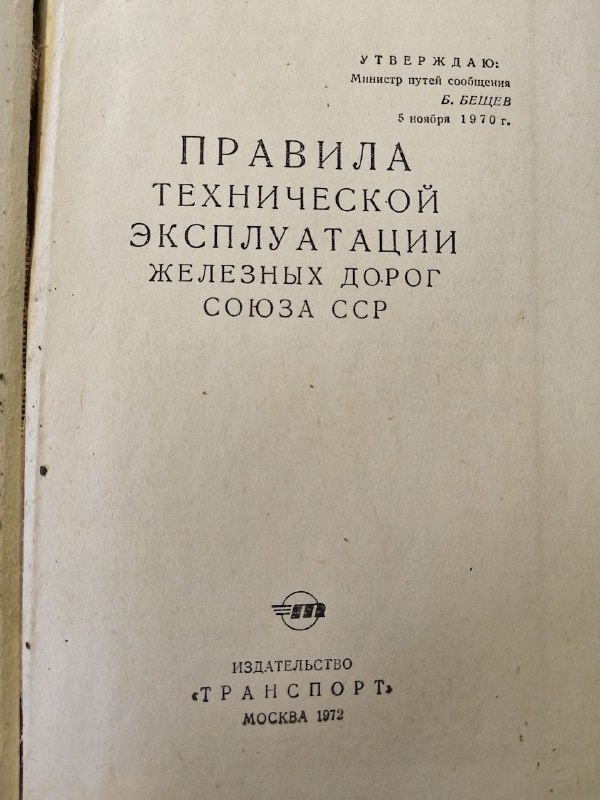 УТВЕРЖДАЮ:
Министр путей сообщения
Б. БЕЩЕВ
5 ноября 1970 г.
ПРАВИЛА
ТЕХНИЧЕСКОЙ
ЭКСПЛУАТАЦИИ
ЖЕЛЕЗНЫХ ДОРОГ
СОЮЗА ССР
ИЗДАТЕЛЬСТВО
«ТРАНСПОРТ»
МОСКВА 1972